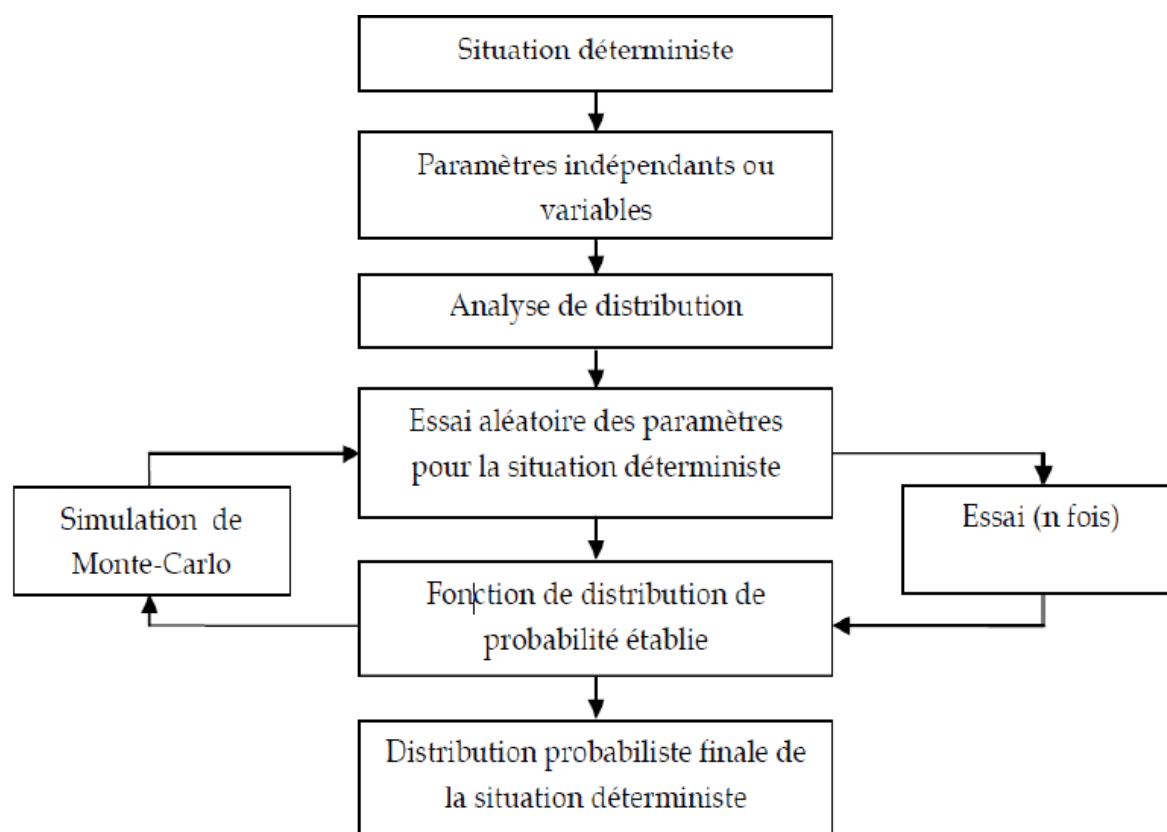 Situation déterministe
Paramètres indépendants ou
variables
Analyse de distribution
Essai aléatoire des paramètres
pour la situation déterministe
Simulation de
Monte-Carlo
Essai (n fois)
Fonction de distribution de
probabilité établie
Distribution probabiliste finale de
la situation déterministe